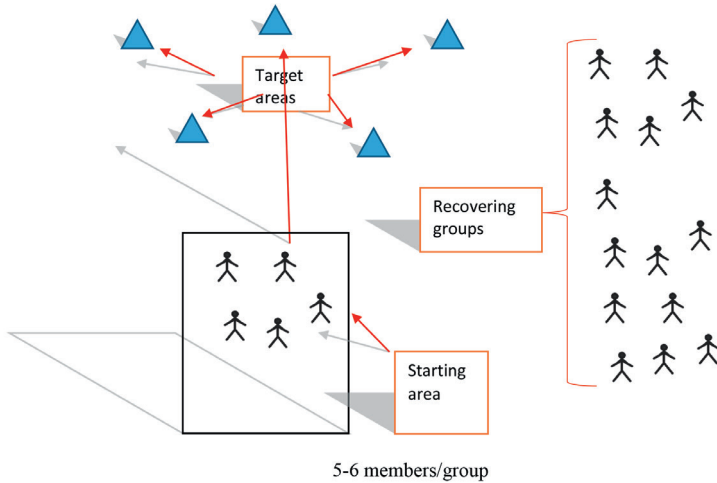 Target
areas
Recovering
groups
Starting
area
5-6 members/group